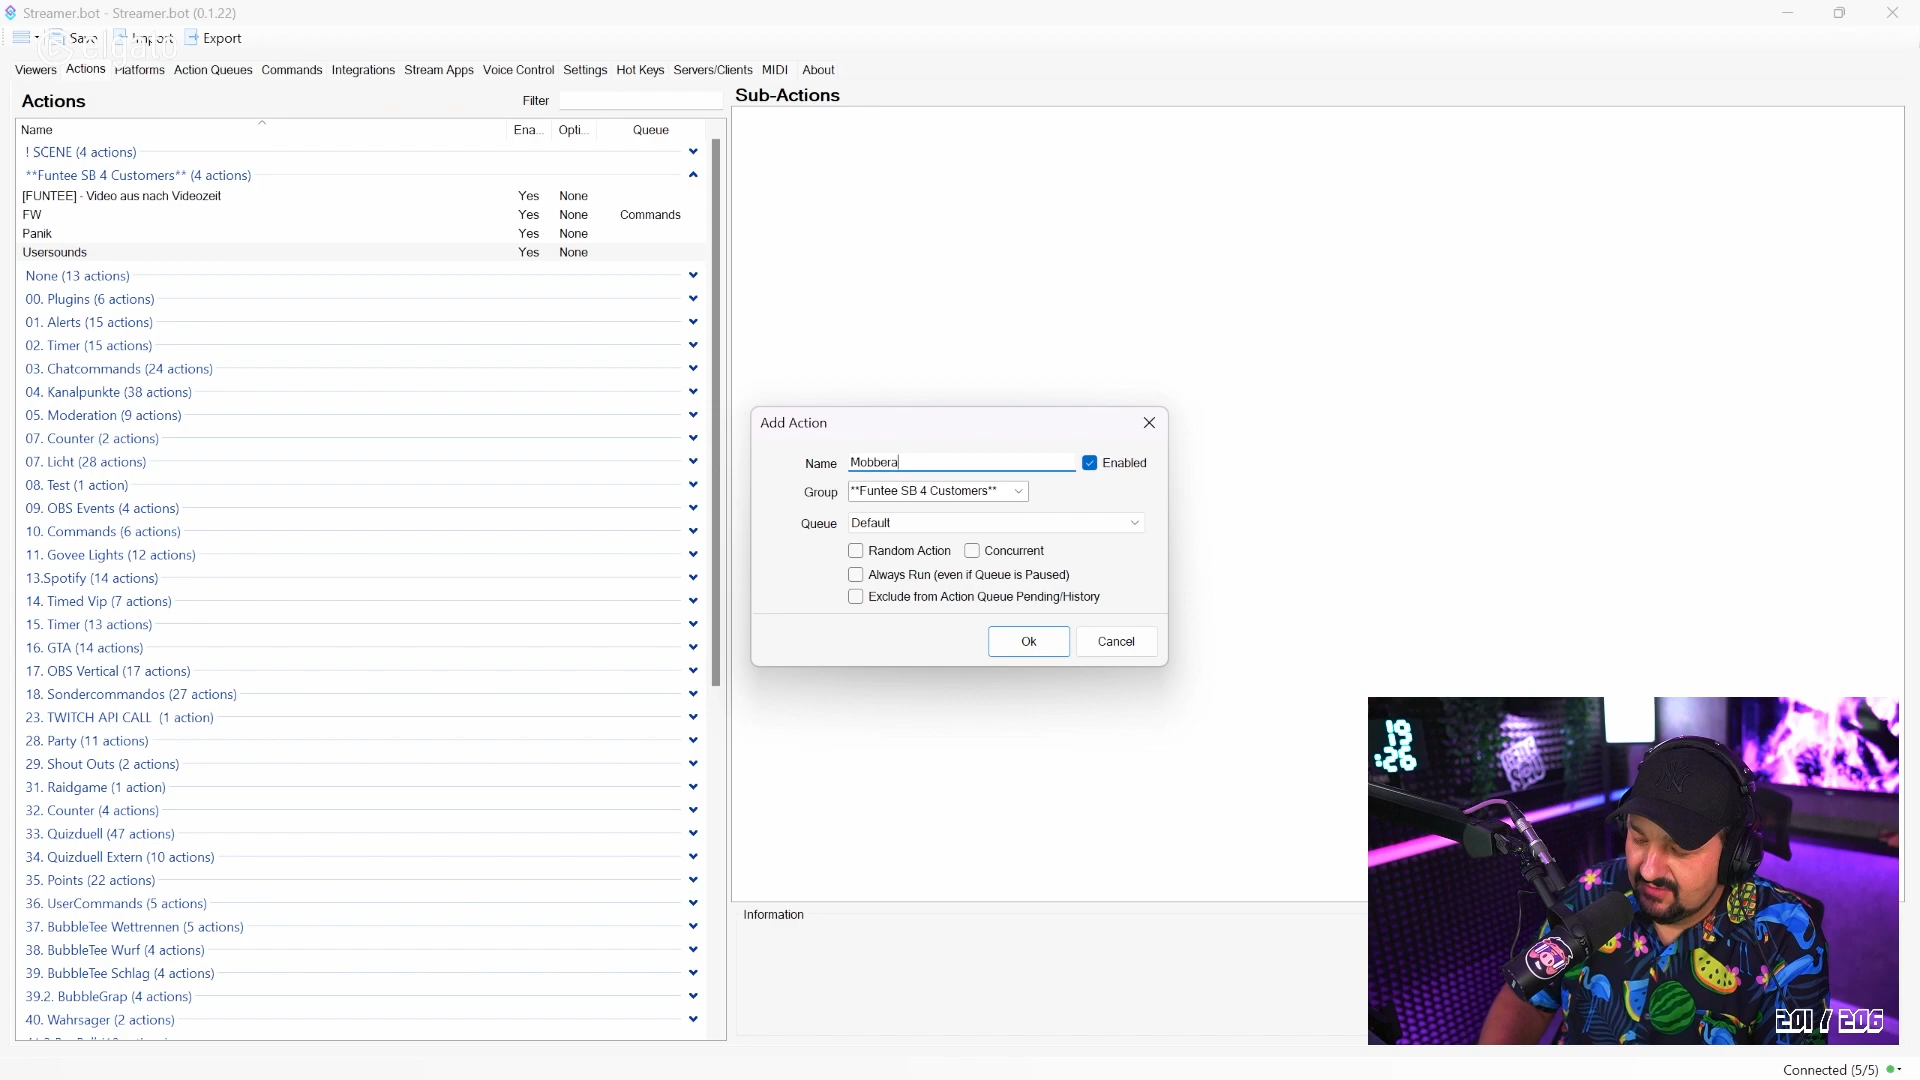 Streamer.bot - Streamer.bot (0.1.22)
Save Import Export
elgato
Viewers Actions Platforms Action Queues Commands Integrations Stream Apps Voice Control Settings Hot Keys Servers/Clients MIDI About
Actions
Filter
Sub-Actions
Name Ena... Opti... Queue
! SCENE (4 actions)
**Funtee SB 4 Customers** (4 actions)
[FUNTEE] - Video aus nach Videozeit Yes None
FW Yes None Commands
Panik Yes None
Usersounds Yes None
None (13 actions)
00. Plugins (6 actions)
01. Alerts (15 actions)
02. Timer (15 actions)
03. Chatcommands (24 actions)
04. Kanalpunkte (38 actions)
05. Moderation (9 actions)
07. Counter (2 actions)
07. Licht (28 actions)
08. Test (1 action)
09. OBS Events (4 actions)
10. Commands (6 actions)
11. Govee Lights (12 actions)
13.Spotify (14 actions)
14. Timed Vip (7 actions)
15. Timer (13 actions)
16. GTA (14 actions)
17. OBS Vertical (17 actions)
18. Sondercommandos (27 actions)
23. TWITCH API CALL (1 action)
28. Party (11 actions)
29. Shout Outs (2 actions)
31. Raidgame (1 action)
32. Counter (4 actions)
33. Quizduell (47 actions)
34. Quizduell Extern (10 actions)
35. Points (22 actions)
36. UserCommands (5 actions)
37. BubbleTee Wettrennen (5 actions)
38. BubbleTee Wurf (4 actions)
39. BubbleTee Schlag (4 actions)
39.2. BubbleGrap (4 actions)
40. Wahrsager (2 actions)
Add Action
Name Mobbera Enabled
Group **Funtee SB 4 Customers**
Queue Default
Random Action Concurrent
Always Run (even if Queue is Paused)
Exclude from Action Queue Pending/History
Ok Cancel
Information
201 / 206
Connected (5/5)